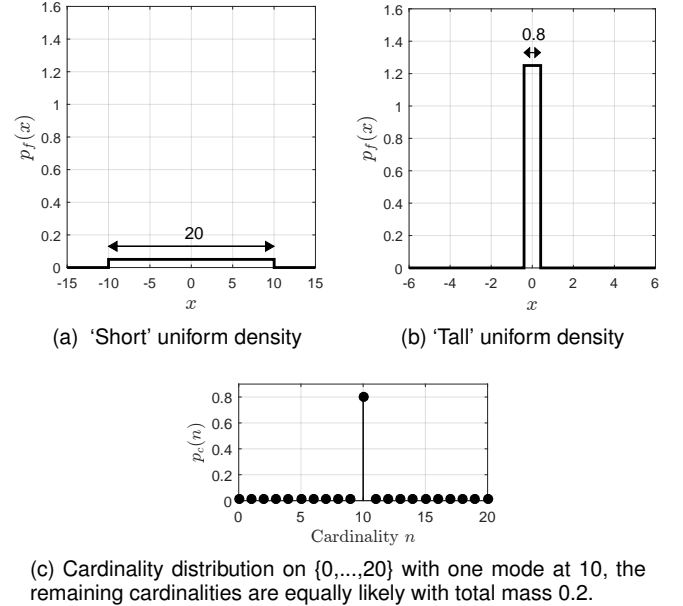 1.6
1.4
1.2
1
0.8
0.6
0.4
0.2
0
p_f(x)
20
-15 -10 -5 0 5 10 15
x
(a) ‘Short’ uniform density
1.6
1.4
1.2
1
0.8
0.6
0.4
0.2
0
p_f(x)
0.8
-6 -4 -2 0 2 4 6
x
(b) ‘Tall’ uniform density
0.8
0.6
0.4
0.2
0
p_c(n)
0 5 10 15 20
Cardinality n
(c) Cardinality distribution on {0,...,20} with one mode at 10, the
remaining cardinalities are equally likely with total mass 0.2.